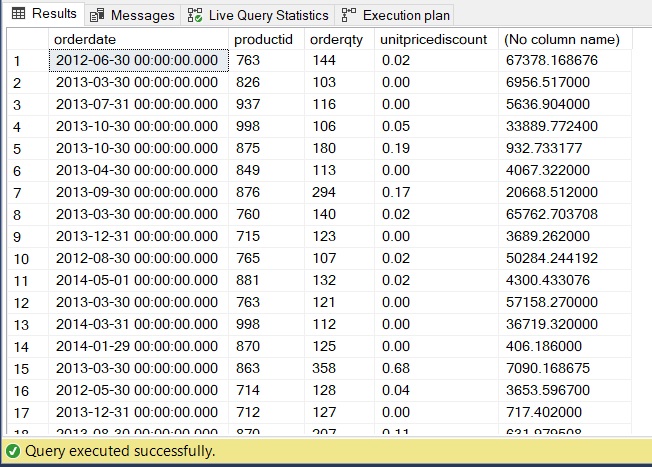 Results Messages Live Query Statistics Execution plan
orderdate productid orderqty unitpricediscount (No column name)
1 2012-06-30 00:00:00.000 763 144 0.02 67378.168676
2 2013-03-30 00:00:00.000 826 103 0.00 6956.517000
3 2013-07-31 00:00:00.000 937 116 0.00 5636.904000
4 2013-10-30 00:00:00.000 998 106 0.05 33889.772400
5 2013-10-30 00:00:00.000 875 180 0.19 932.733177
6 2013-04-30 00:00:00.000 849 113 0.00 4067.322000
7 2013-09-30 00:00:00.000 876 294 0.17 20668.512000
8 2013-03-30 00:00:00.000 760 140 0.02 65762.703708
9 2013-12-31 00:00:00.000 715 123 0.00 3689.262000
10 2012-08-30 00:00:00.000 765 107 0.02 50284.244192
11 2014-05-01 00:00:00.000 881 132 0.02 4300.433076
12 2013-03-30 00:00:00.000 763 121 0.00 57158.270000
13 2014-03-31 00:00:00.000 998 112 0.00 36719.320000
14 2014-01-29 00:00:00.000 870 125 0.00 406.186000
15 2013-03-30 00:00:00.000 863 358 0.68 7090.168675
16 2012-05-30 00:00:00.000 714 128 0.04 3653.596700
17 2013-12-31 00:00:00.000 712 127 0.00 717.402000
18 2013-08-30 00:00:00.000 870 207 0.11 631.979508
Query executed successfully.